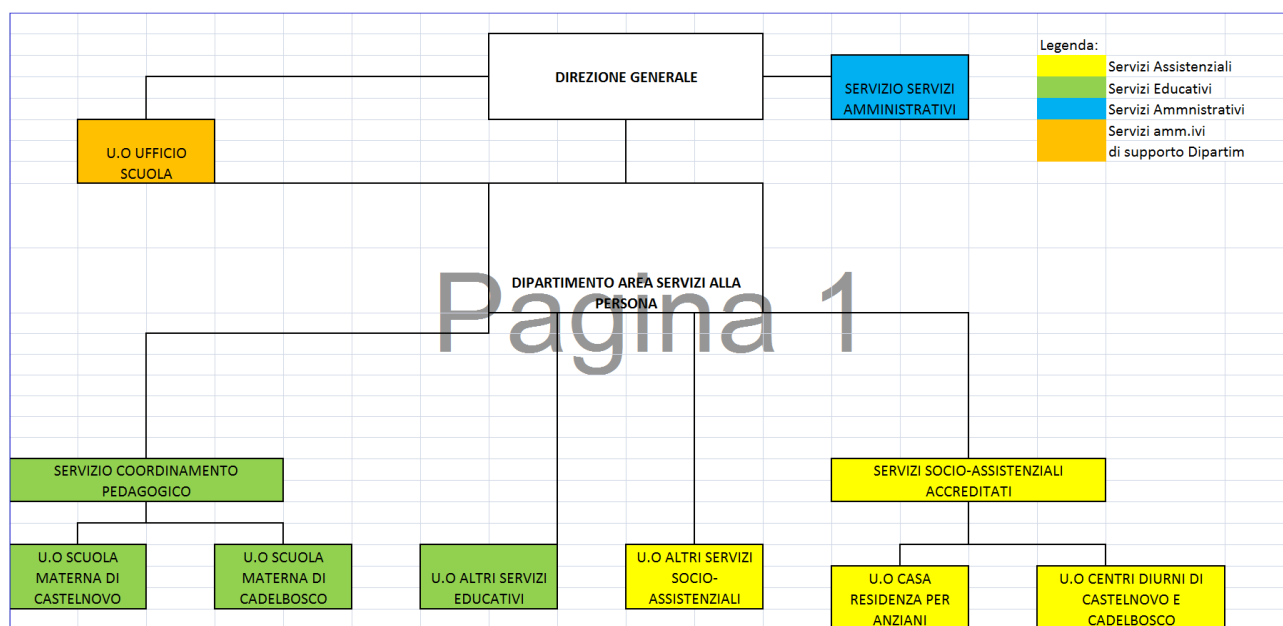 DIREZIONE GENERALE
SERVIZIO SERVIZI
AMMINISTRATIVI
Legenda:
Servizi Assistenziali
Servizi Educativi
Servizi Ammnistrativi
Servizi amm.ivi
di supporto Dipartim
U.O UFFICIO
SCUOLA
DIPARTIMENTO AREA SERVIZI ALLA
PERSONA
Pagina 1
SERVIZIO COORDINAMENTO
PEDAGOGICO
SERVIZI SOCIO-ASSISTENZIALI
ACCREDITATI
U.O SCUOLA
MATERNA DI
CASTELNOVO
U.O SCUOLA
MATERNA DI
CADELBOSCO
U.O ALTRI SERVIZI
EDUCATIVI
U.O ALTRI SERVIZI
SOCIO-
ASSISTENZIALI
U.O CASA
RESIDENZA PER
ANZIANI
U.O CENTRI DIURNI DI
CASTELNOVO E
CADELBOSCO